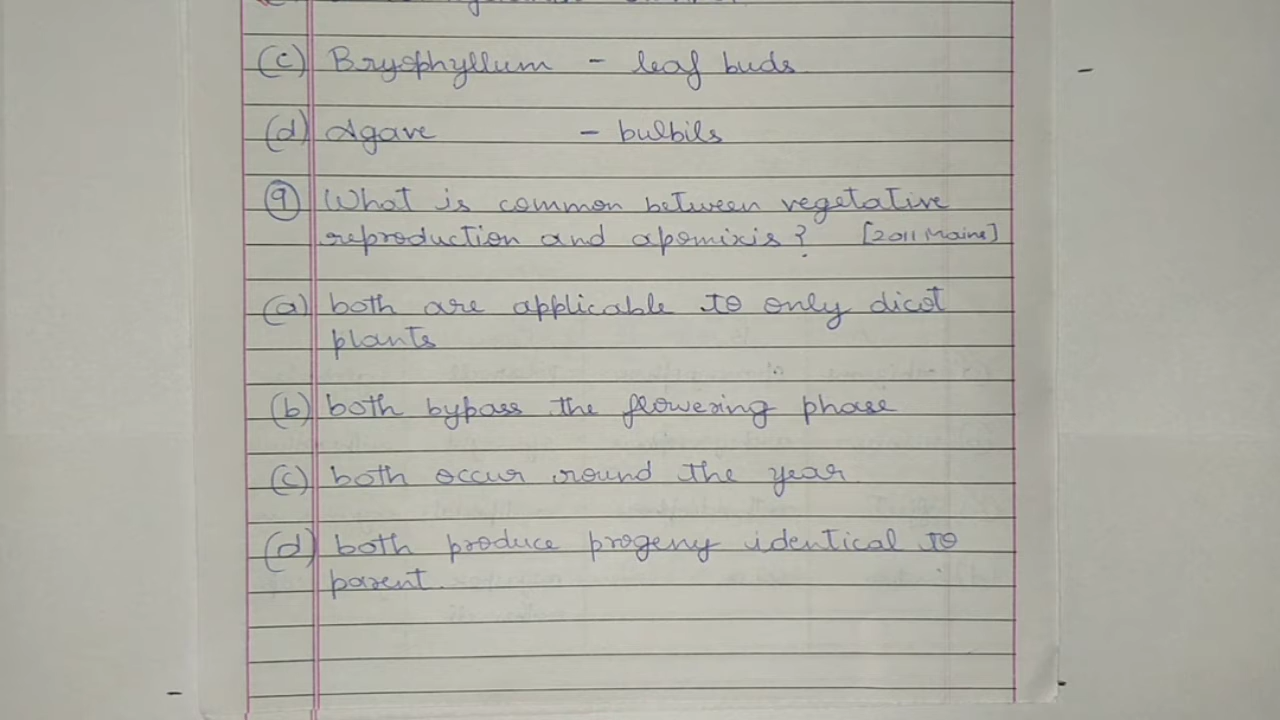 (c) Bryophyllum - leaf buds
(d) Agave - bulbils
9 What is common between vegetative
reproduction and apomixis? [2011 Mains]
(a) both are applicable to only dicot
plants
(b) both bypass the flowering phase
(c) both occur round the year
(d) both produce progeny identical to
parent.